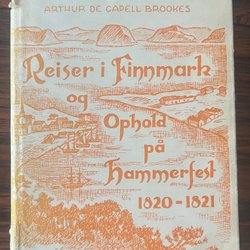 ARTHUR DE CAPELL BROOKES
Reiser i Finnmark
og
Ophold
på
Hammerfest
1820-1821